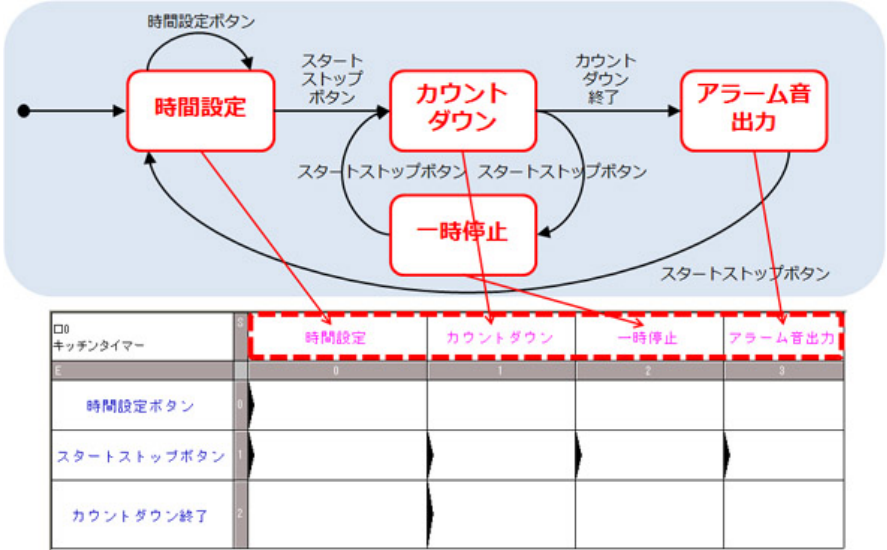 時間設定ボタン
スタート
ストップ
ボタン
カウント
ダウン
終了
時間設定
カウント
ダウン
アラーム音
出力
スタートストップボタン
スタートストップボタン
一時停止
スタートストップボタン
□0
キッチンタイマー
S
時間設定
カウントダウン
一時停止
アラーム音出力
E
0
1
2
3
時間設定ボタン
0
スタートストップボタン
1
カウントダウン終了
2